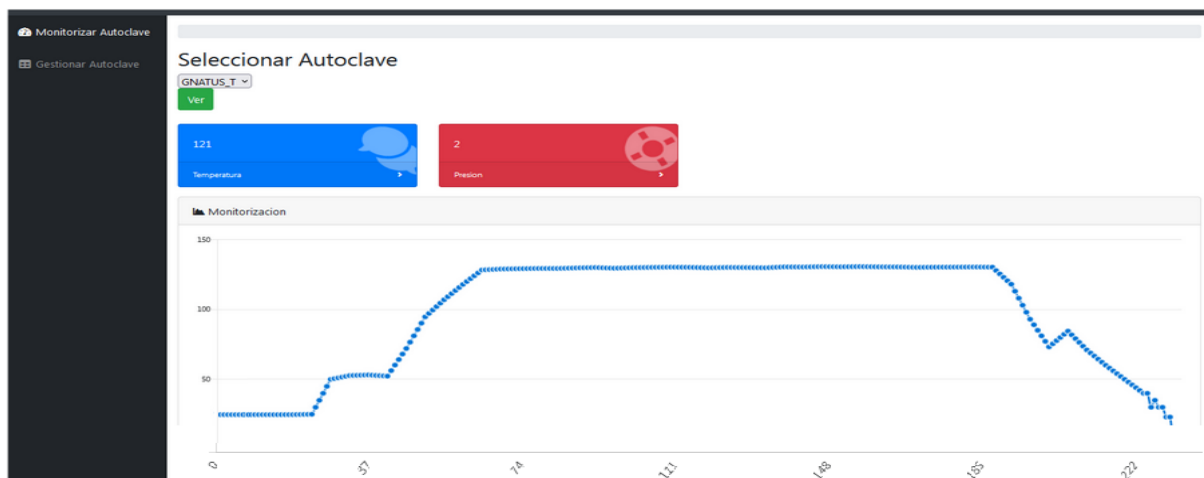 Monitorizar Autoclave
Gestionar Autoclave
Seleccionar Autoclave
GNATUS_T
Ver
121
Temperatura
2
Presion
Monitorizacion
150
100
50
0
37
74
111
148
185
222